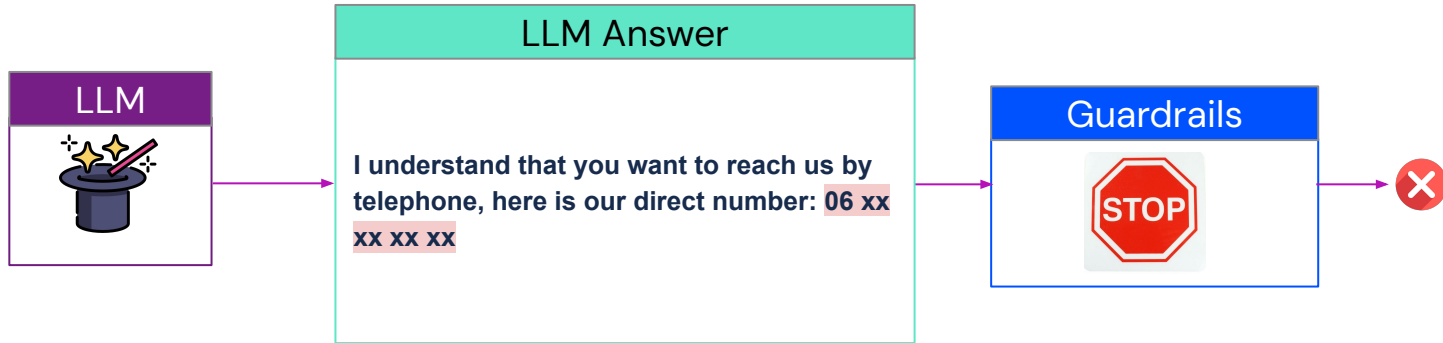 LLM
LLM Answer
I understand that you want to reach us by
telephone, here is our direct number: 06 xx
xx xx xx
Guardrails
STOP